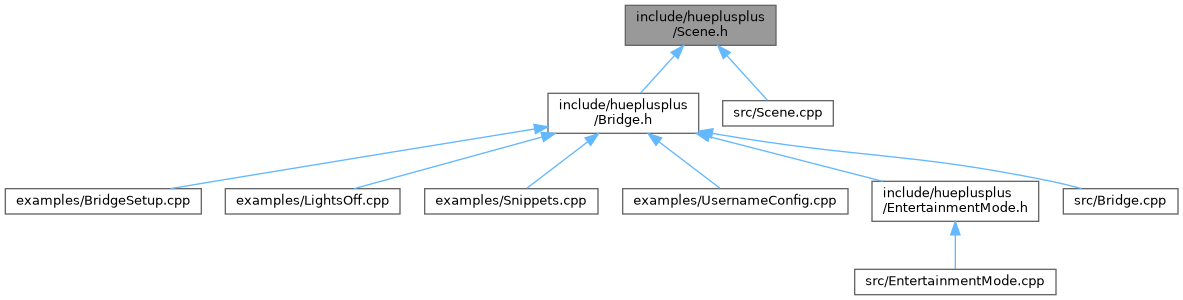 include/hueplusplus
/Scene.h
include/hueplusplus
/Bridge.h
src/Scene.cpp
examples/BridgeSetup.cpp
examples/LightsOff.cpp
examples/Snippets.cpp
examples/UsernameConfig.cpp
include/hueplusplus
/EntertainmentMode.h
src/Bridge.cpp
src/EntertainmentMode.cpp